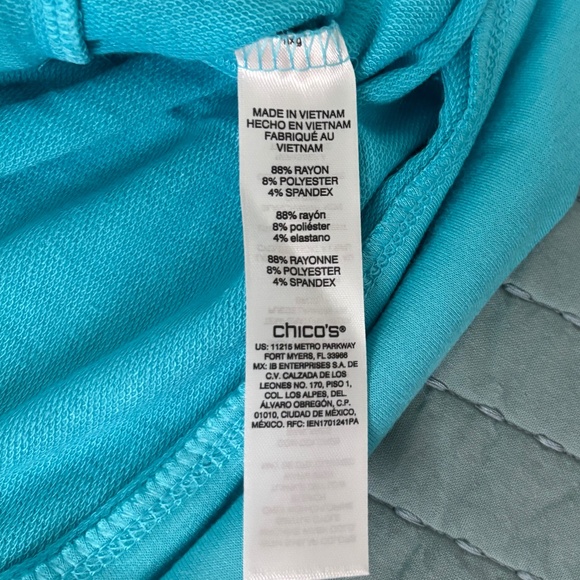 MADE IN VIETNAM
HECHO EN VIETNAM
FABRIQUÉ AU
VIETNAM
88% RAYON
8% POLYESTER
4% SPANDEX
88% rayón
8% poliéster
4% elastano
88% RAYONNE
8% POLYESTER
4% SPANDEX
chico's®
US: 11215 METRO PARKWAY
FORT MYERS, FL 33966
MX: IB ENTERPRISES S.A. DE
C.V. CALZADA DE LOS
LEONES NO. 170, PISO 1,
COL. LOS ALPES, DEL.
ÁLVARO OBREGÓN, C.P.
01010, CIUDAD DE MÉXICO,
MÉXICO. RFC: IEN1701241PA